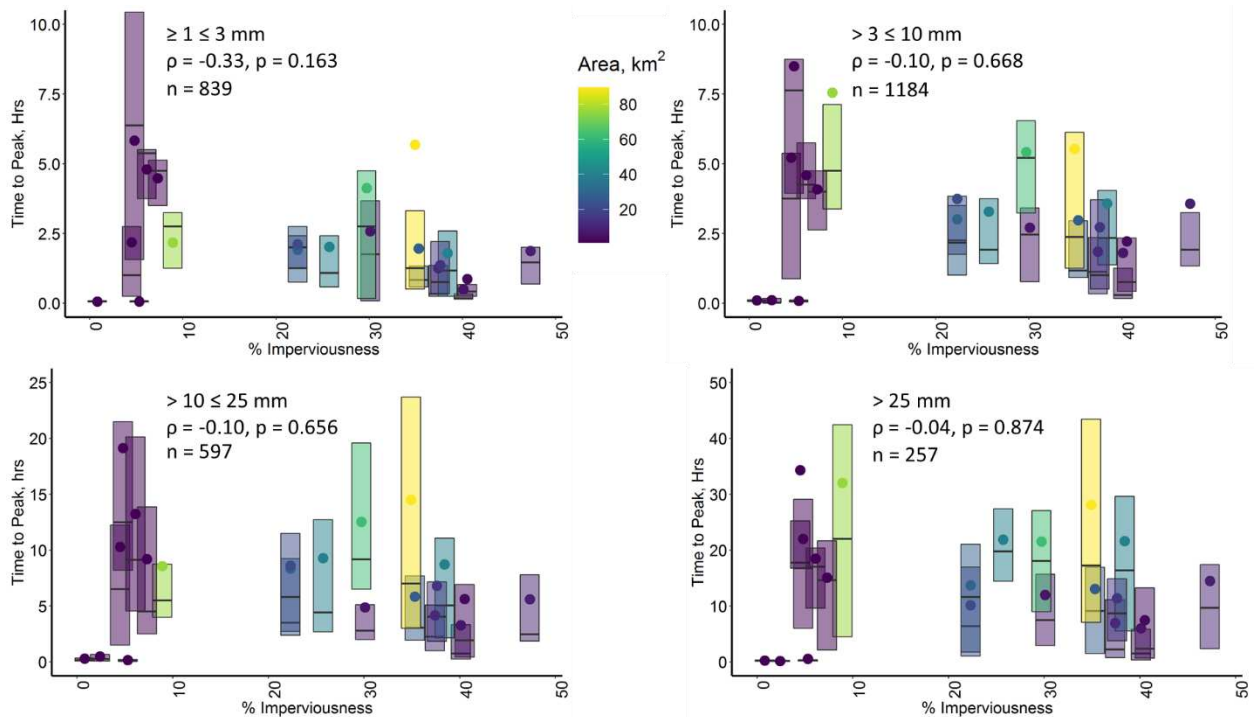 ≥ 1 ≤ 3 mm
ρ = -0.33, p = 0.163
n = 839
Time to Peak, Hrs
10.0
7.5
5.0
2.5
0.0
0
10
20
30
40
50
% Imperviousness
Area, km²
80
60
40
20
> 3 ≤ 10 mm
ρ = -0.10, p = 0.668
n = 1184
Time to Peak, Hrs
10.0
7.5
5.0
2.5
0.0
0
10
20
30
40
50
% Imperviousness
> 10 ≤ 25 mm
ρ = -0.10, p = 0.656
n = 597
Time to Peak, hrs
25
20
15
10
5
0
0
10
20
30
40
50
% Imperviousness
> 25 mm
ρ = -0.04, p = 0.874
n = 257
Time to Peak, Hrs
50
40
30
20
10
0
0
10
20
30
40
50
% Imperviousness